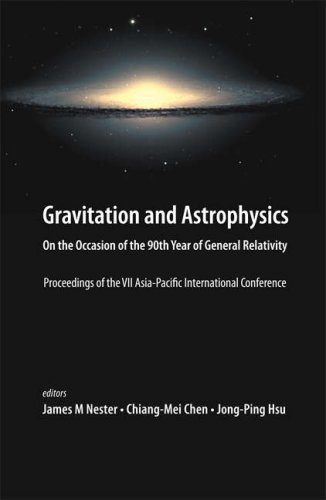 Gravitation and Astrophysics
On the Occasion of the 90th Year of General Relativity
Proceedings of the VII Asia-Pacific International Conference
editors
James M Nester • Chiang-Mei Chen • Jong-Ping Hsu